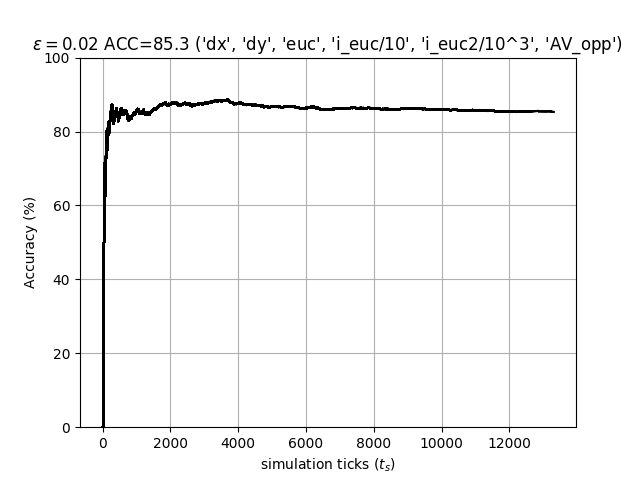 ε = 0.02 ACC=85.3 ('dx', 'dy', 'euc', 'i_euc/10', 'i_euc2/10^3', 'AV_opp')
100
80
60
40
20
0
Accuracy (%)
0 2000 4000 6000 8000 10000 12000
simulation ticks (tₛ)